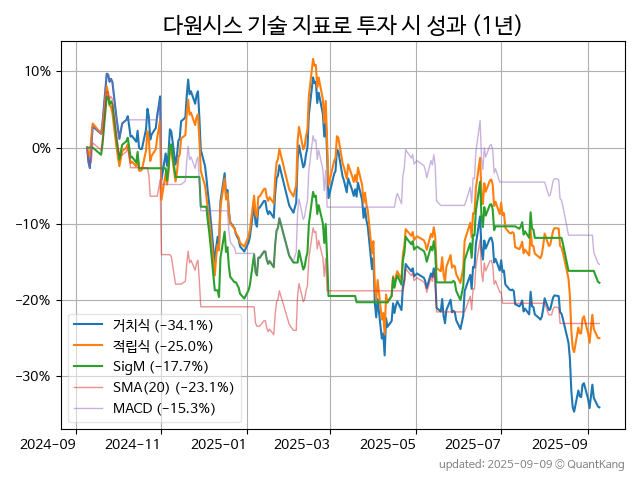 다원시스 기술 지표로 투자 시 성과 (1년)
10%
0%
−10%
−20%
−30%
거치식 (−34.1%)
적립식 (−25.0%)
SigM (−17.7%)
SMA(20) (−23.1%)
MACD (−15.3%)
2024-09
2024-11
2025-01
2025-03
2025-05
2025-07
2025-09
updated: 2025-09-09 © QuantKang